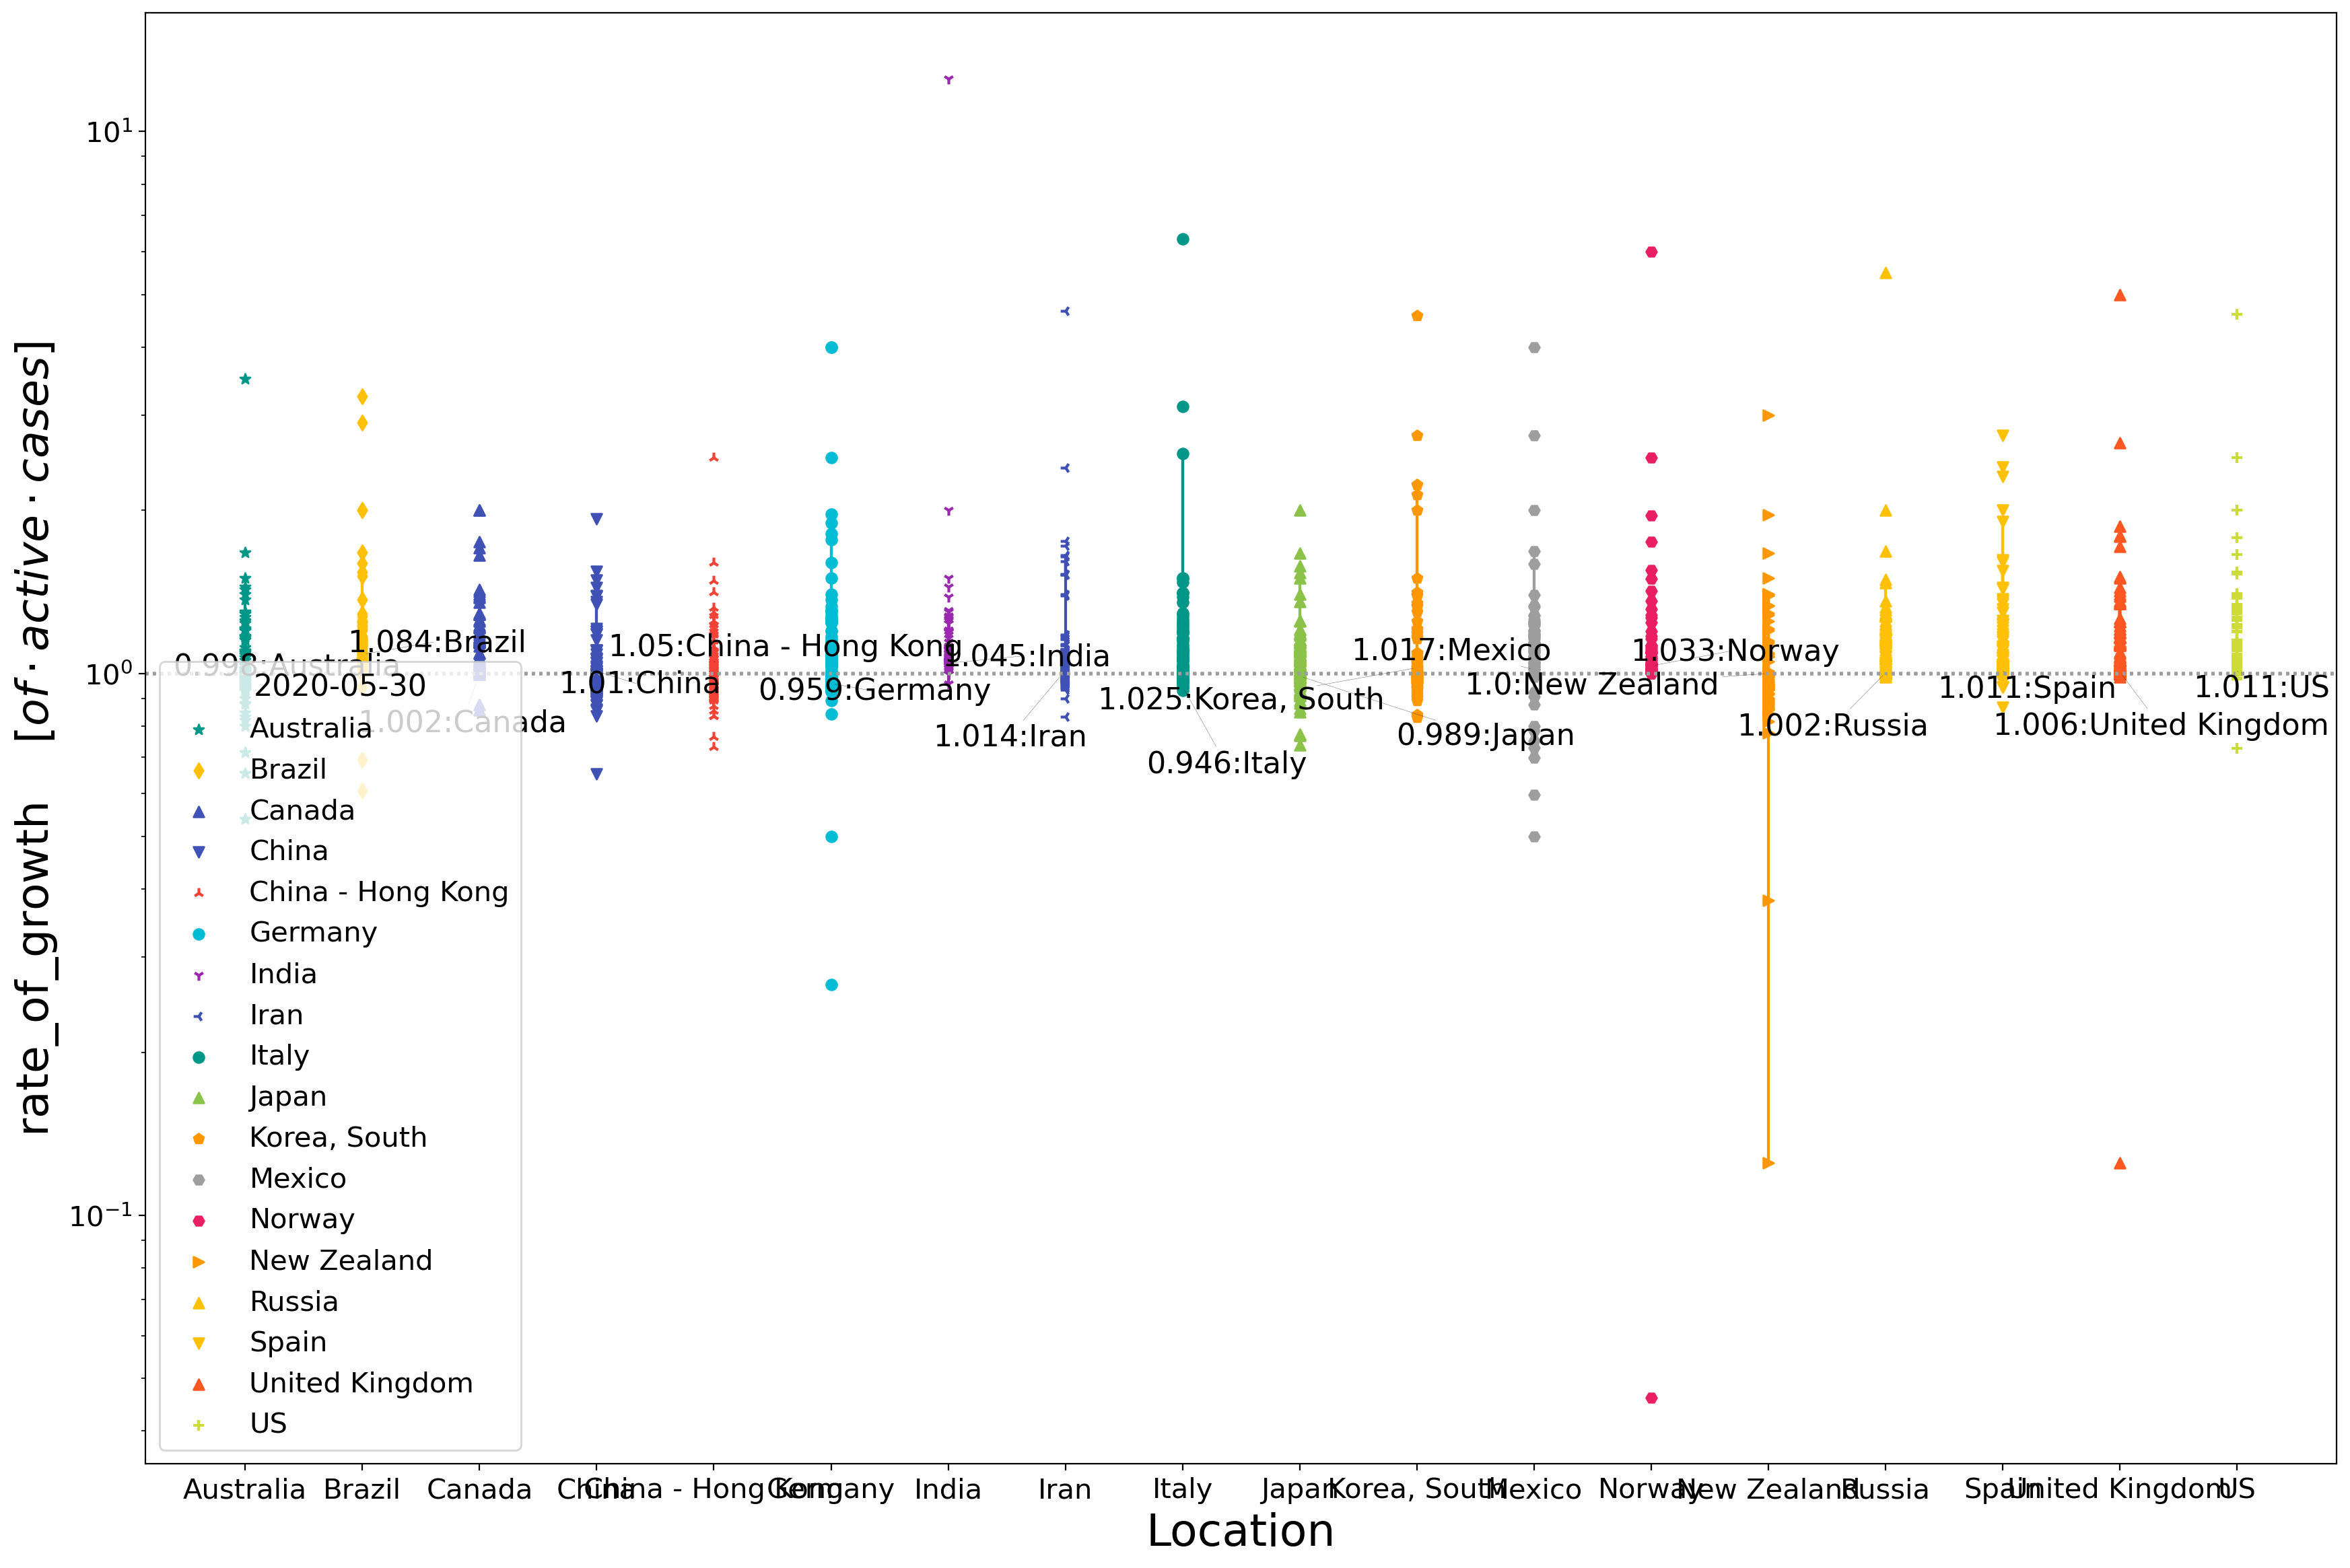 10¹
10⁰
10⁻¹
rate_of_growth [of · active · cases]
1.084:Brazil
1.05:China - Hong Kong
1.045:India
1.017:Mexico
1.033:Norway
0.998:Australia
1.01:China
0.959:Germany
1.025:Korea, South
1.0:New Zealand
1.011:Spain
1.011:US
1.002:Canada
1.014:Iran
0.989:Japan
1.002:Russia
1.006:United Kingdom
0.946:Italy
2020-05-30
Australia
Brazil
Canada
China
China - Hong Kong
Germany
India
Iran
Italy
Japan
Korea, South
Mexico
Norway
New Zealand
Russia
Spain
United Kingdom
US
Australia Brazil Canada China China - Hong Kong Germany India Iran Italy Japan Korea, South Mexico Norway New Zealand Russia Spain United Kingdom US
Location